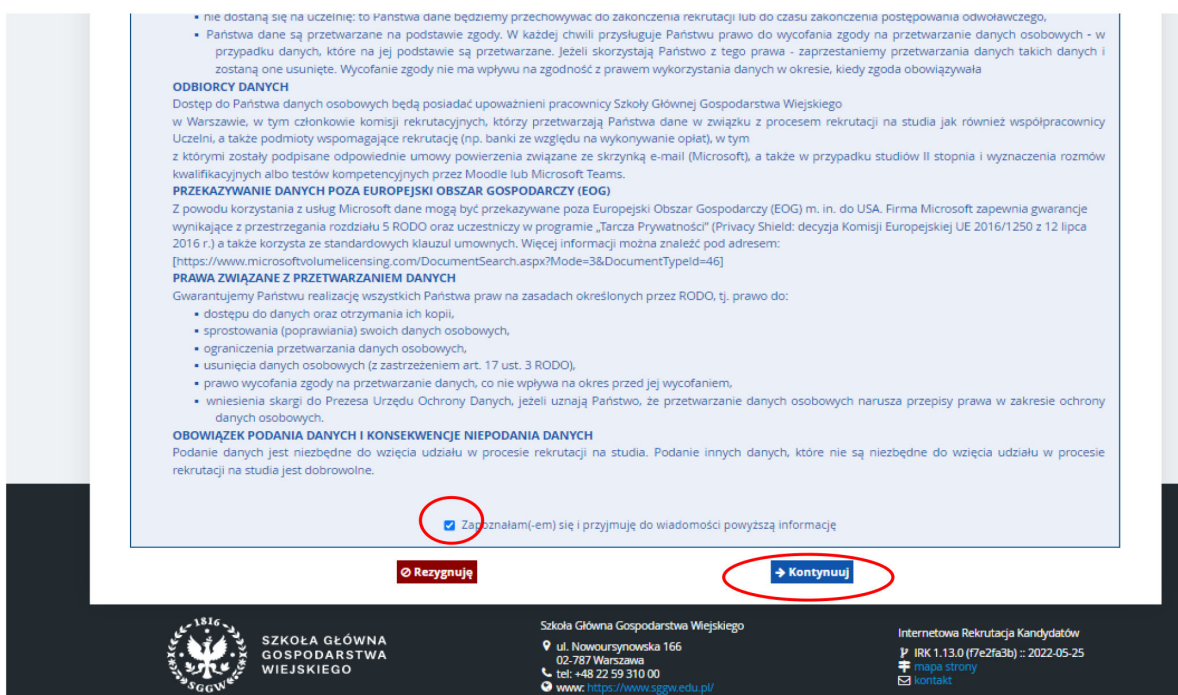 ▪ nie dostaną się na uczelnię: to Państwa dane będziemy przechowywać do zakończenia rekrutacji lub do czasu zakończenia postępowania odwoławczego,
▪ Państwa dane są przetwarzane na podstawie zgody. W każdej chwili przysługuje Państwu prawo do wycofania zgody na przetwarzanie danych osobowych - w
przypadku danych, które na jej podstawie są przetwarzane. Jeżeli skorzystają Państwo z tego prawa - zaprzestaniemy przetwarzania danych takich danych i
zostaną one usunięte. Wycofanie zgody nie ma wpływu na zgodność z prawem wykorzystania danych w okresie, kiedy zgoda obowiązywała
ODBIORCY DANYCH
Dostęp do Państwa danych osobowych będą posiadać upoważnieni pracownicy Szkoły Głównej Gospodarstwa Wiejskiego
w Warszawie, w tym członkowie komisji rekrutacyjnych, którzy przetwarzają Państwa dane w związku z procesem rekrutacji na studia jak również współpracownicy
Uczelni, a także podmioty wspomagające rekrutację (np. banki ze względu na wykonywanie opłat), w tym
z którymi zostały podpisane odpowiednie umowy powierzenia związane ze skrzynką e-mail (Microsoft), a także w przypadku studiów II stopnia i wyznaczenia rozmów
kwalifikacyjnych albo testów kompetencyjnych przez Moodle lub Microsoft Teams.
PRZEKAZYWANIE DANYCH POZA EUROPEJSKI OBSZAR GOSPODARCZY (EOG)
Z powodu korzystania z usług Microsoft dane mogą być przekazywane poza Europejski Obszar Gospodarczy (EOG) m. in. do USA. Firma Microsoft zapewnia gwarancje
wynikające z przestrzegania rozdziału 5 RODO oraz uczestniczy w programie „Tarcza Prywatności” (Privacy Shield: decyzja Komisji Europejskiej UE 2016/1250 z 12 lipca
2016 r.) a także korzysta ze standardowych klauzul umownych. Więcej informacji można znaleźć pod adresem:
[https://www.microsoftvolumelicensing.com/DocumentSearch.aspx?Mode=3&DocumentTypeId=46]
PRAWA ZWIĄZANE Z PRZETWARZANIEM DANYCH
Gwarantujemy Państwu realizację wszystkich Państwa praw na zasadach określonych przez RODO, tj. prawo do:
▪ dostępu do danych oraz otrzymania ich kopii,
▪ sprostowania (poprawiania) swoich danych osobowych,
▪ ograniczenia przetwarzania danych osobowych,
▪ usunięcia danych osobowych (z zastrzeżeniem art. 17 ust. 3 RODO),
▪ prawo wycofania zgody na przetwarzanie danych, co nie wpływa na okres przed jej wycofaniem,
▪ wniesienia skargi do Prezesa Urzędu Ochrony Danych, jeżeli uznają Państwo, że przetwarzanie danych osobowych narusza przepisy prawa w zakresie ochrony
danych osobowych.
OBOWIĄZEK PODANIA DANYCH I KONSEKWENCJE NIEPODANIA DANYCH
Podanie danych jest niezbędne do wzięcia udziału w procesie rekrutacji na studia. Podanie innych danych, które nie są niezbędne do wzięcia udziału w procesie
rekrutacji na studia jest dobrowolne.
Zapoznałam(-em) się i przyjmuję do wiadomości powyższą informację
Rezygnuję
Kontynuuj
1816
SGGW
SZKOŁA GŁÓWNA
GOSPODARSTWA
WIEJSKIEGO
Szkoła Główna Gospodarstwa Wiejskiego
ul. Nowoursynowska 166
02-787 Warszawa
tel: +48 22 59 310 00
www: https://www.sggw.edu.pl/
Internetowa Rekrutacja Kandydatów
IRK 1.13.0 (f7e2fa3b) :: 2022-05-25
mapa strony
kontakt